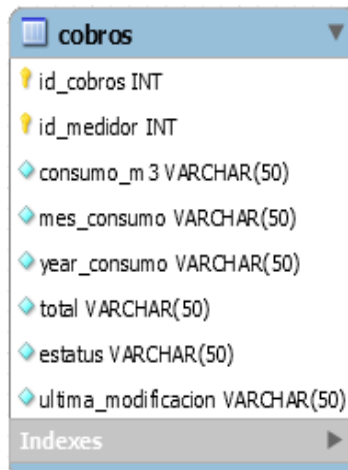 cobros
id_cobros INT
id_medidor INT
consumo_m3 VARCHAR(50)
mes_consumo VARCHAR(50)
year_consumo VARCHAR(50)
total VARCHAR(50)
estatus VARCHAR(50)
ultima_modificacion VARCHAR(50)
Indexes